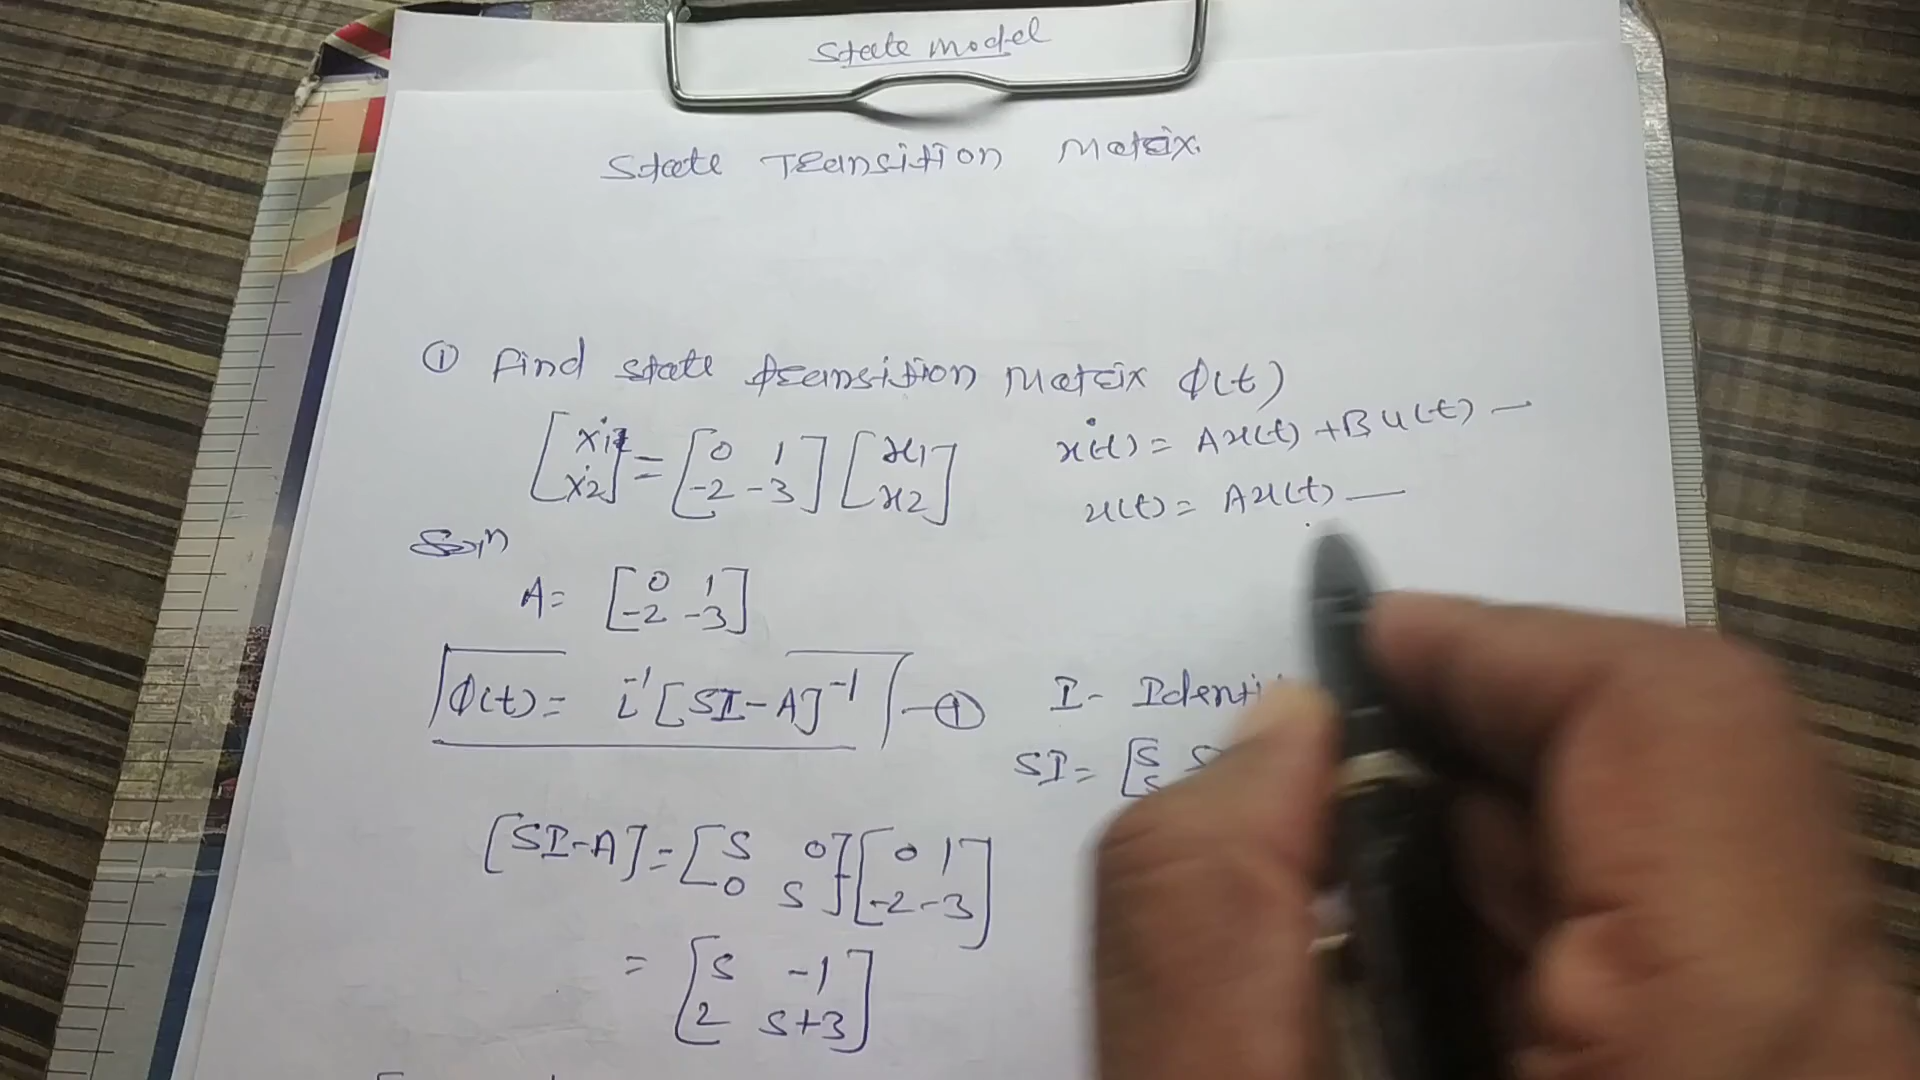 State model
State Transition Matrix.
① Find state transition Matrix ϕ(t)
[ẋ1 ẋ2] = [0 1 -2 -3] [x1 x2]
ẋ(t) = Ax(t) + Bu(t) —
x(t) = Ax(t) —
Soln
A = [0 1 -2 -3]
ϕ(t) = L⁻¹ [SI-A]⁻¹ — ①
I - Identi
SI = [S S
[SI-A] = [S 0 0 S] - [0 1 -2 -3]
= [S -1 2 S+3]